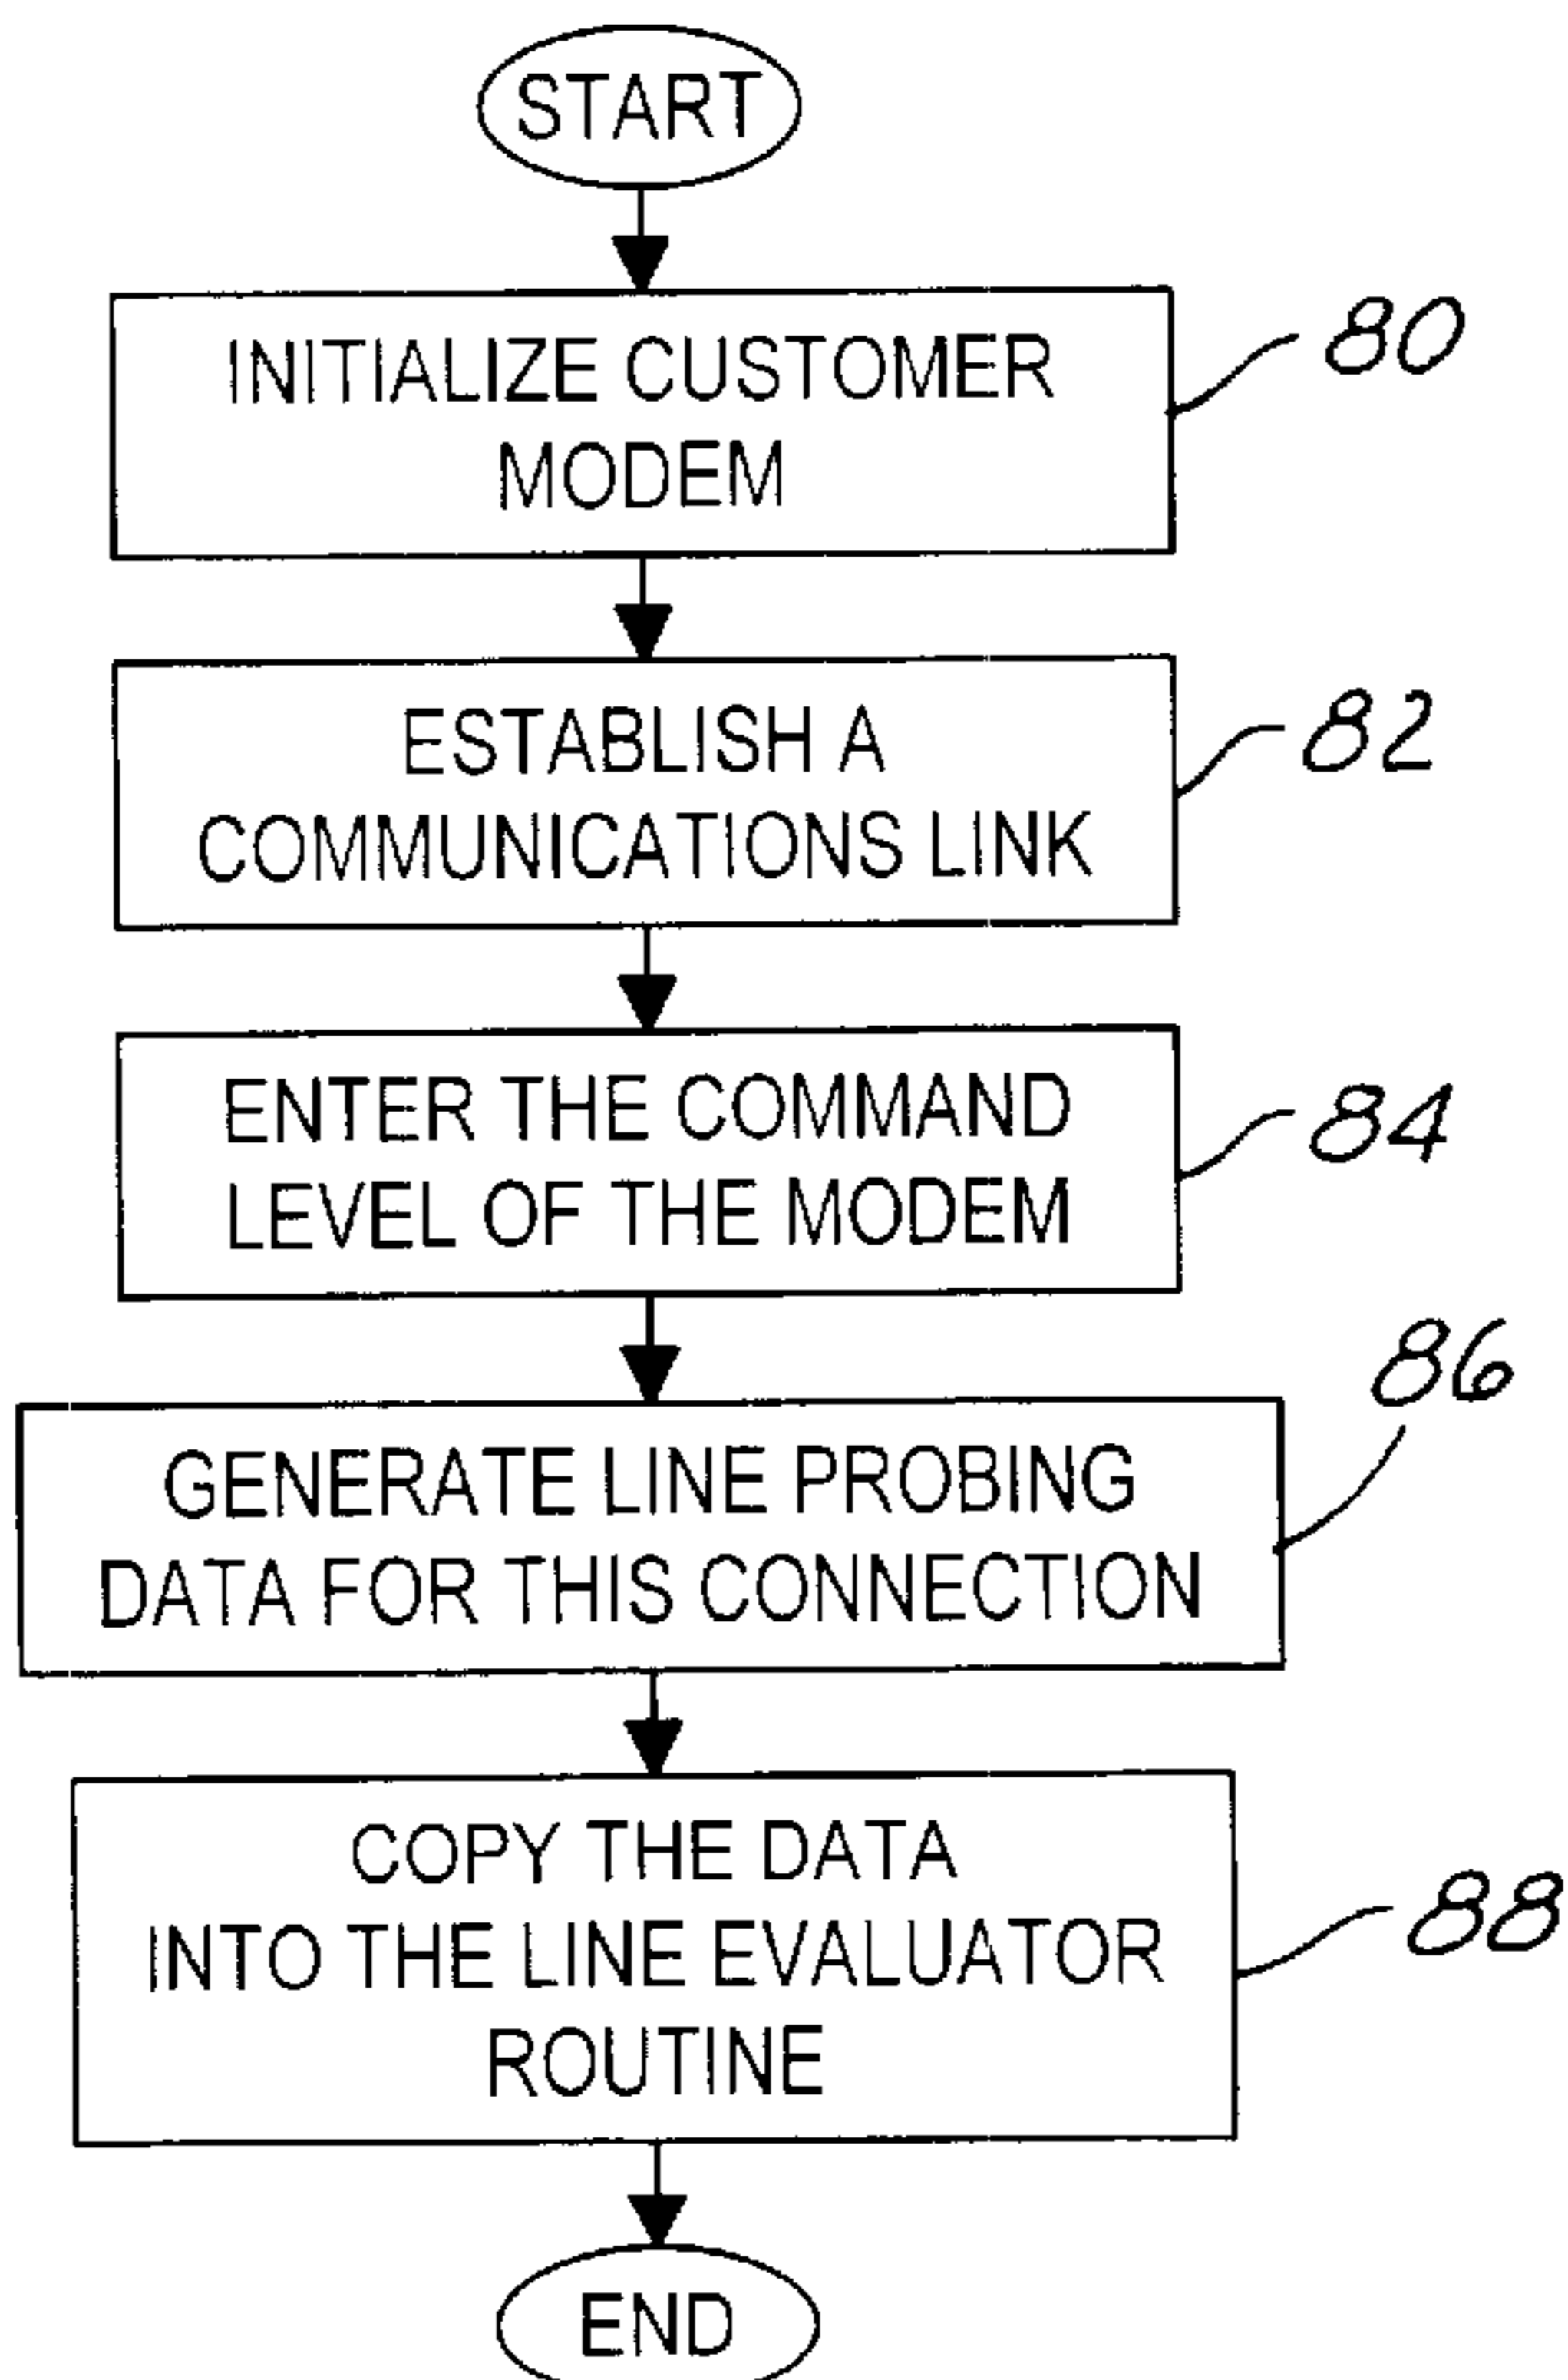 START
INITIALIZE CUSTOMER
MODEM
80
ESTABLISH A
COMMUNICATIONS LINK
82
ENTER THE COMMAND
LEVEL OF THE MODEM
84
GENERATE LINE PROBING
DATA FOR THIS CONNECTION
86
COPY THE DATA
INTO THE LINE EVALUATOR
ROUTINE
88
END